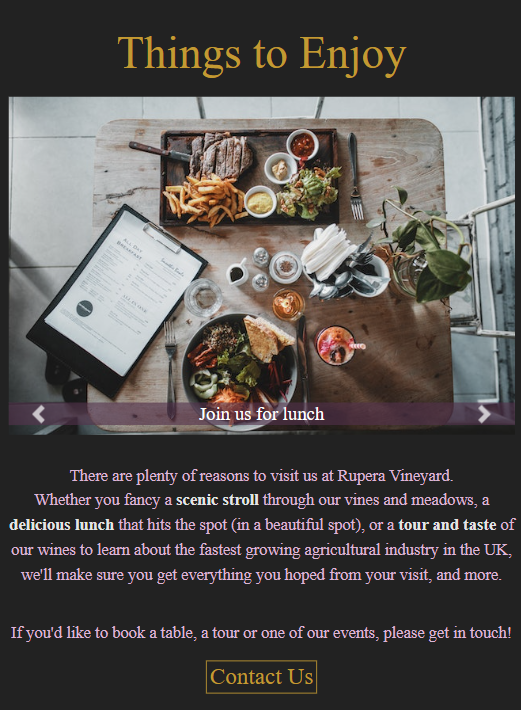 Things to Enjoy
ALL DAY
BREAKFAST
Join us for lunch
There are plenty of reasons to visit us at Rupera Vineyard.
Whether you fancy a scenic stroll through our vines and meadows, a
delicious lunch that hits the spot (in a beautiful spot), or a tour and taste of
our wines to learn about the fastest growing agricultural industry in the UK,
we'll make sure you get everything you hoped from your visit, and more.
If you'd like to book a table, a tour or one of our events, please get in touch!
Contact Us